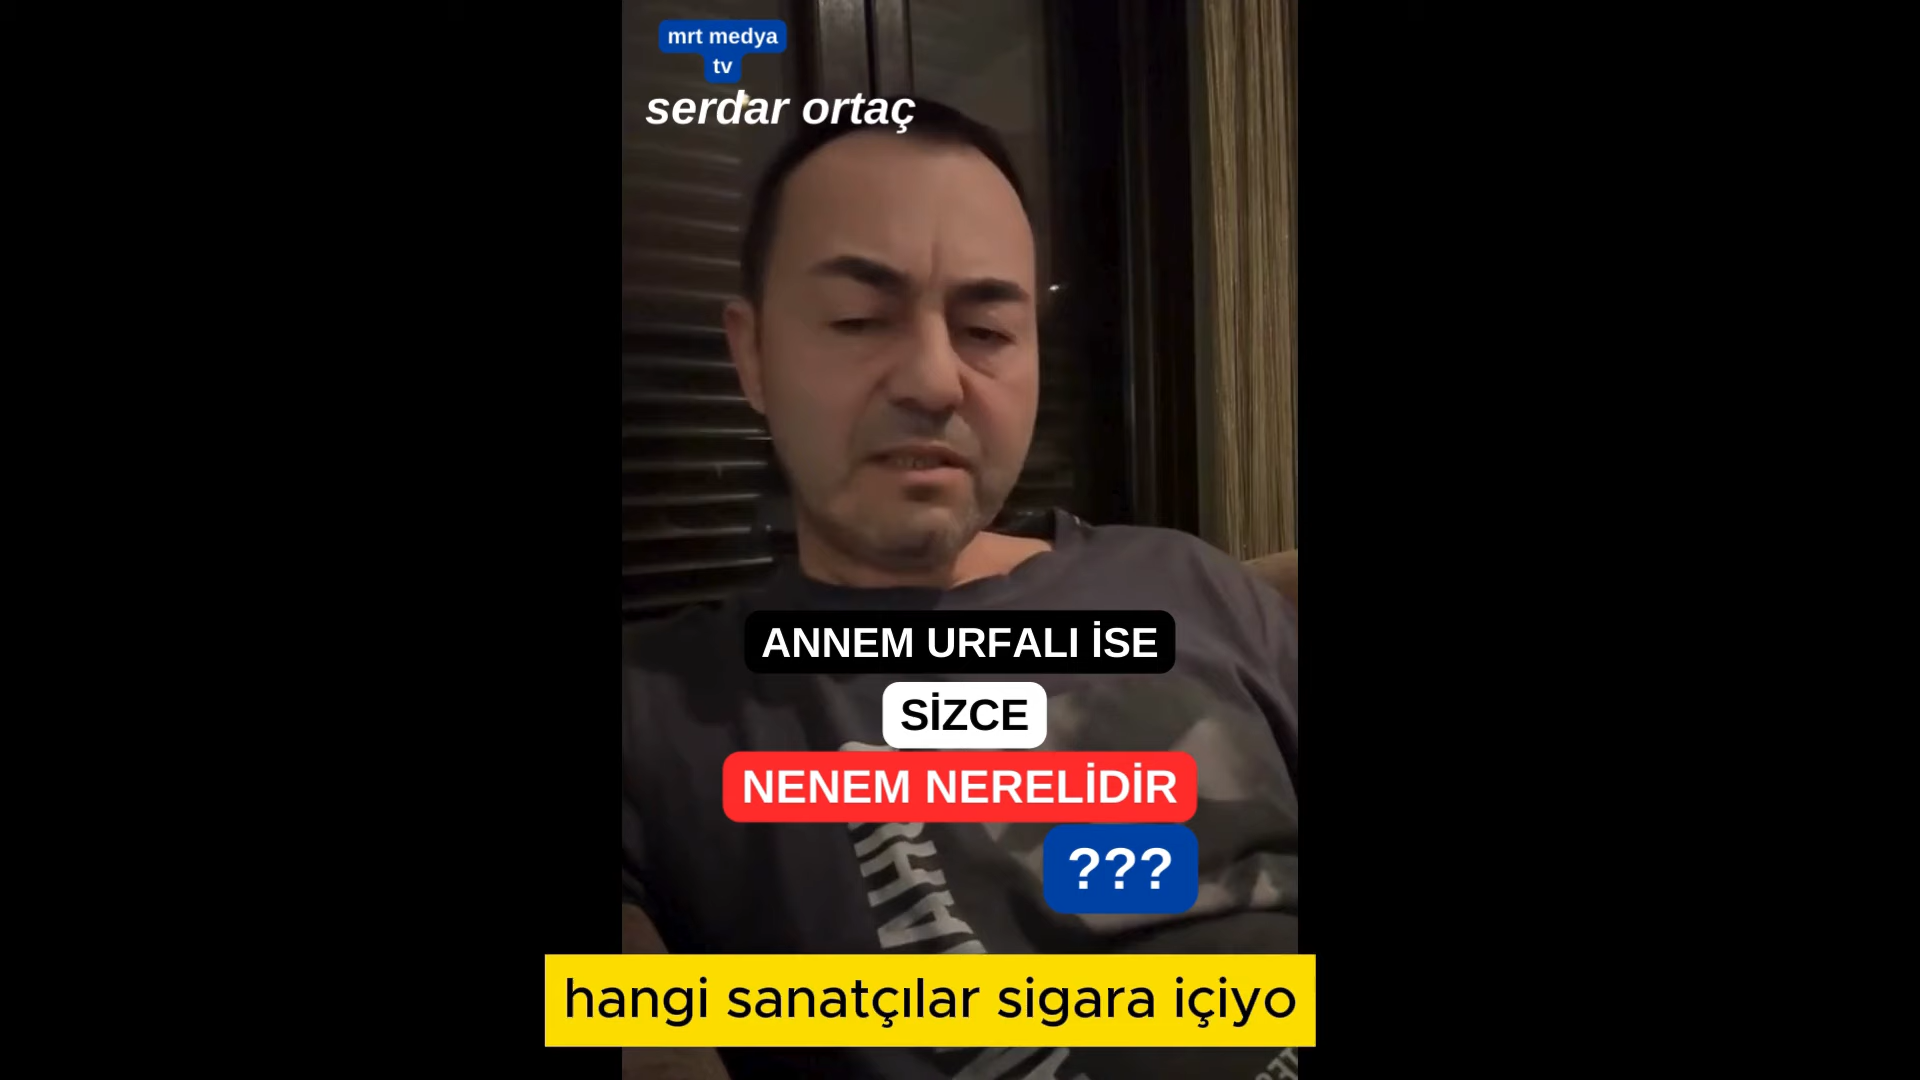 mrt medya
tv
serdar ortaç
ANNEM URFALI İSE
SİZCE
NENEM NERELİDİR
???
hangi sanatçılar sigara içiyo